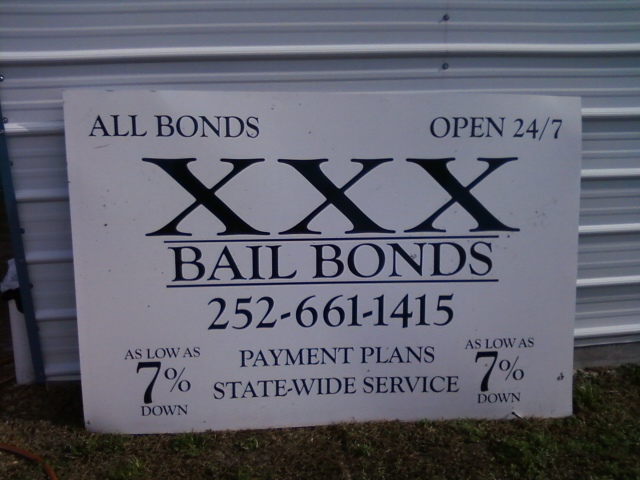 ALL BONDS OPEN 24/7
XXX
BAIL BONDS
252-661-1415
AS LOW AS
7%
DOWN
PAYMENT PLANS
STATE-WIDE SERVICE
AS LOW AS
7%
DOWN